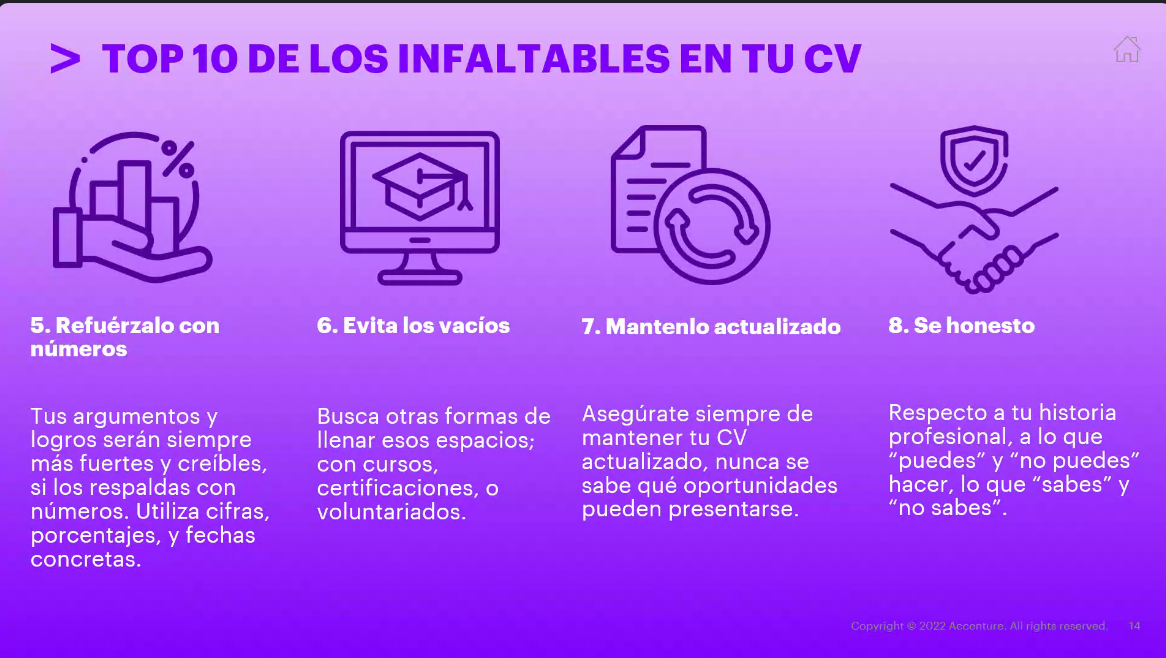 > TOP 10 DE LOS INFALTABLES EN TU CV
%
5. Refuérzalo con
números
Tus argumentos y
logros serán siempre
más fuertes y creíbles,
si los respaldas con
números. Utiliza cifras,
porcentajes, y fechas
concretas.
6. Evita los vacíos
Busca otras formas de
llenar esos espacios;
con cursos,
certificaciones, o
voluntariados.
7. Mantenlo actualizado
Asegúrate siempre de
mantener tu CV
actualizado, nunca se
sabe qué oportunidades
pueden presentarse.
8. Se honesto
Respecto a tu historia
profesional, a lo que
“puedes” y “no puedes”
hacer, lo que “sabes” y
“no sabes”.
Copyright © 2022 Accenture. All rights reserved. 14